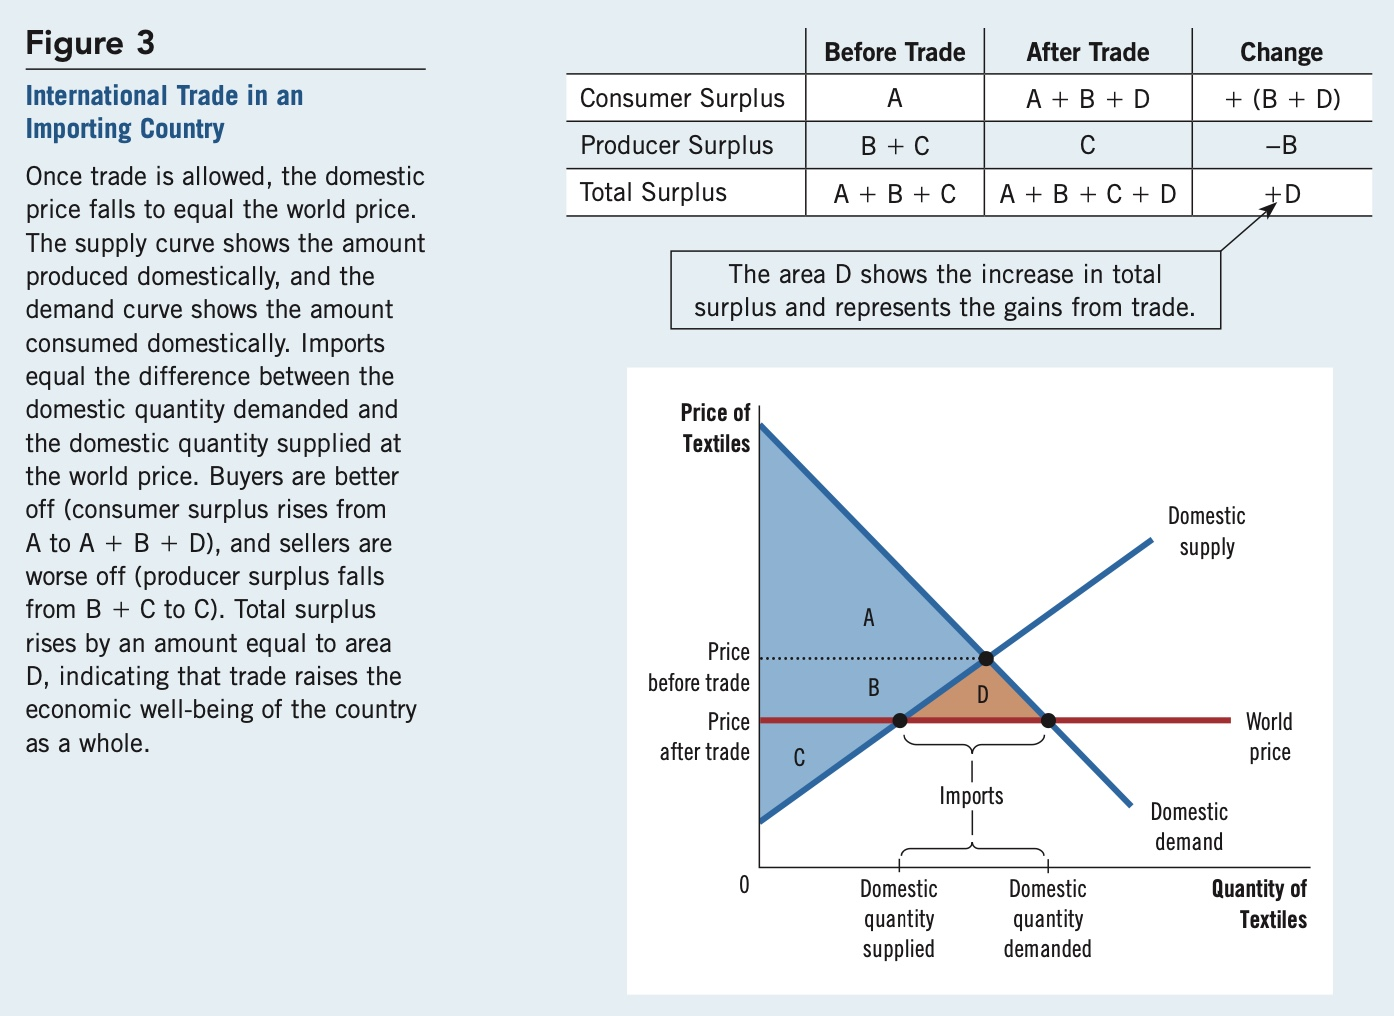 Figure 3
International Trade in an
Importing Country
Once trade is allowed, the domestic
price falls to equal the world price.
The supply curve shows the amount
produced domestically, and the
demand curve shows the amount
consumed domestically. Imports
equal the difference between the
domestic quantity demanded and
the domestic quantity supplied at
the world price. Buyers are better
off (consumer surplus rises from
A to A + B + D), and sellers are
worse off (producer surplus falls
from B + C to C). Total surplus
rises by an amount equal to area
D, indicating that trade raises the
economic well-being of the country
as a whole.
Before Trade After Trade Change
Consumer Surplus A A + B + D + (B + D)
Producer Surplus B + C C –B
Total Surplus A + B + C A + B + C + D +D
The area D shows the increase in total
surplus and represents the gains from trade.
Price of
Textiles
Domestic
supply
A
Price
before trade
B
D
Price
after trade
World
price
C
Imports
Domestic
demand
0
Domestic
quantity
supplied
Domestic
quantity
demanded
Quantity of
Textiles